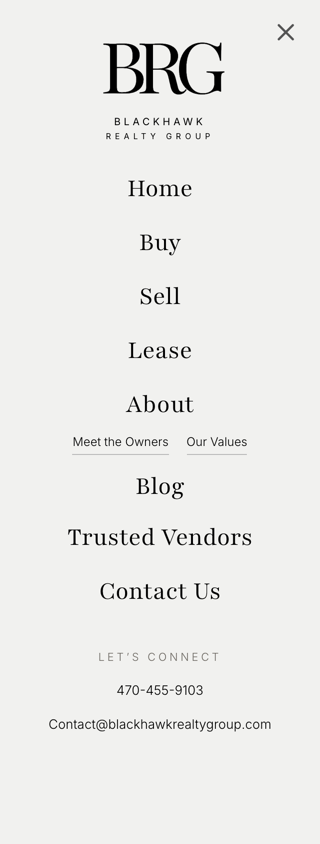 BRG
BLACKHAWK
REALTY GROUP
Home
Buy
Sell
Lease
About
Meet the Owners Our Values
Blog
Trusted Vendors
Contact Us
LET'S CONNECT
470-455-9103
Contact@blackhawkrealtygroup.com